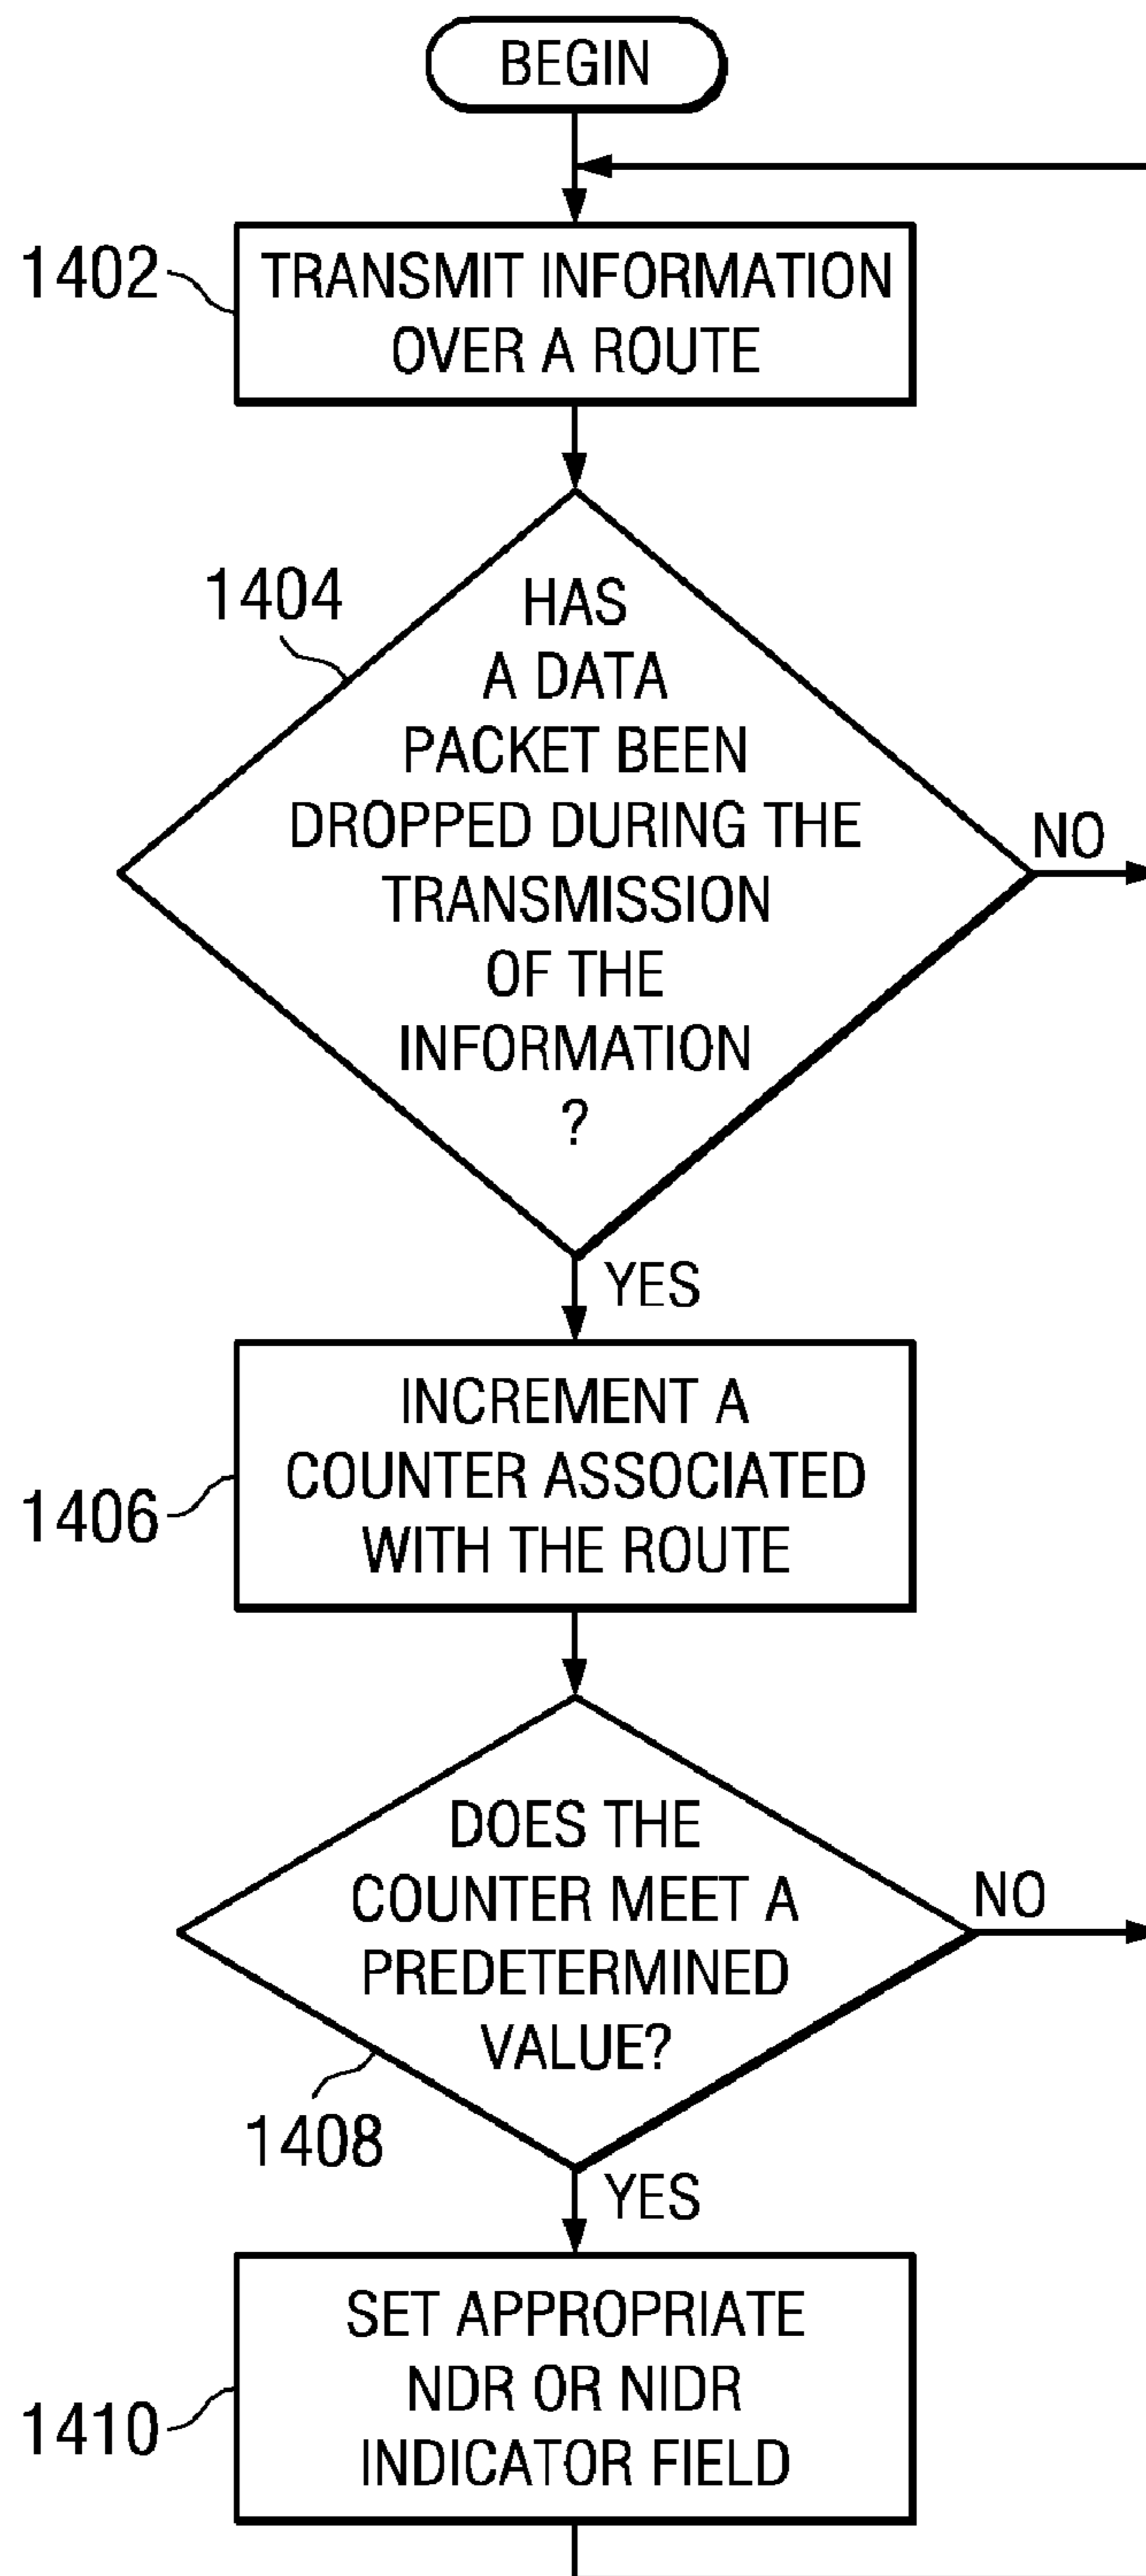 BEGIN
1402
TRANSMIT INFORMATION
OVER A ROUTE
1404
HAS
A DATA
PACKET BEEN
DROPPED DURING THE
TRANSMISSION
OF THE
INFORMATION
?
NO
YES
1406
INCREMENT A
COUNTER ASSOCIATED
WITH THE ROUTE
DOES THE
COUNTER MEET A
PREDETERMINED
VALUE?
NO
1408
YES
1410
SET APPROPRIATE
NDR OR NIDR
INDICATOR FIELD